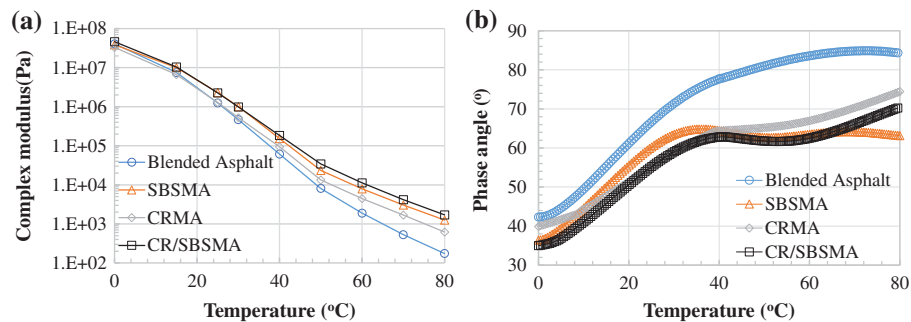 (a)
Complex modulus(Pa)
1.E+08
1.E+07
1.E+06
1.E+05
1.E+04
1.E+03
1.E+02
Blended Asphalt
SBSMA
CRMA
CR/SBSMA
0 20 40 60 80
Temperature (°C)
(b)
Phase angle (°)
90
80
70
60
50
40
30
Blended Asphalt
SBSMA
CRMA
CR/SBSMA
0 20 40 60 80
Temperature (°C)